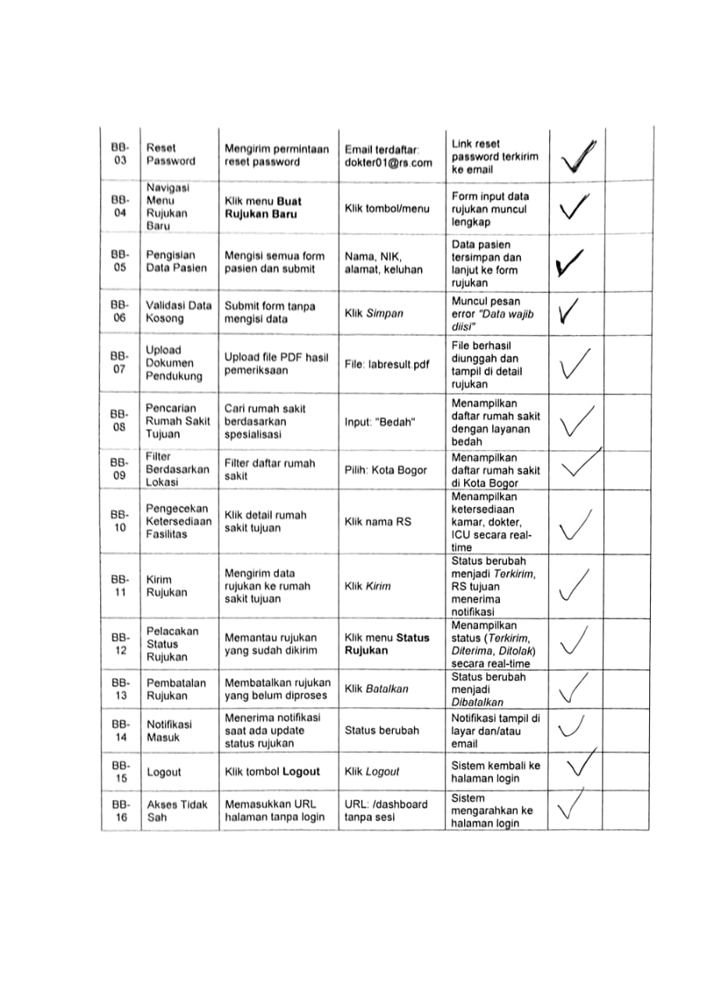 BB-
03
Reset
Password
Mengirim permintaan
reset password
Email terdaftar:
dokter01@rs.com
Link reset
password terkirim
ke email
BB-
04
Navigasi
Menu
Rujukan
Baru
Klik menu Buat
Rujukan Baru
Klik tombol/menu
Form input data
rujukan muncul
lengkap
BB-
05
Pengisian
Data Pasien
Mengisi semua form
pasien dan submit
Nama, NIK,
alamat, keluhan
Data pasien
tersimpan dan
lanjut ke form
rujukan
BB-
06
Validasi Data
Kosong
Submit form tanpa
mengisi data
Klik Simpan
Muncul pesan
error "Data wajib
diisi"
BB-
07
Upload
Dokumen
Pendukung
Upload file PDF hasil
pemeriksaan
File: labresult.pdf
File berhasil
diunggah dan
tampil di detail
rujukan
BB-
08
Pencarian
Rumah Sakit
Tujuan
Cari rumah sakit
berdasarkan
spesialisasi
Input: "Bedah"
Menampilkan
daftar rumah sakit
dengan layanan
bedah
BB-
09
Filter
Berdasarkan
Lokasi
Filter daftar rumah
sakit
Pilih: Kota Bogor
Menampilkan
daftar rumah sakit
di Kota Bogor
BB-
10
Pengecekan
Ketersediaan
Fasilitas
Klik detail rumah
sakit tujuan
Klik nama RS
Menampilkan
ketersediaan
kamar, dokter,
ICU secara real-
time
BB-
11
Kirim
Rujukan
Mengirim data
rujukan ke rumah
sakit tujuan
Klik Kirim
Status berubah
menjadi Terkirim,
RS tujuan
menerima
notifikasi
BB-
12
Pelacakan
Status
Rujukan
Memantau rujukan
yang sudah dikirim
Klik menu Status
Rujukan
Menampilkan
status (Terkirim,
Diterima, Ditolak)
secara real-time
BB-
13
Pembatalan
Rujukan
Membatalkan rujukan
yang belum diproses
Klik Batalkan
Status berubah
menjadi
Dibatalkan
BB-
14
Notifikasi
Masuk
Menerima notifikasi
saat ada update
status rujukan
Status berubah
Notifikasi tampil di
layar dan/atau
email
BB-
15
Logout
Klik tombol Logout
Klik Logout
Sistem kembali ke
halaman login
BB-
16
Akses Tidak
Sah
Memasukkan URL
halaman tanpa login
URL: /dashboard
tanpa sesi
Sistem
mengarahkan ke
halaman login